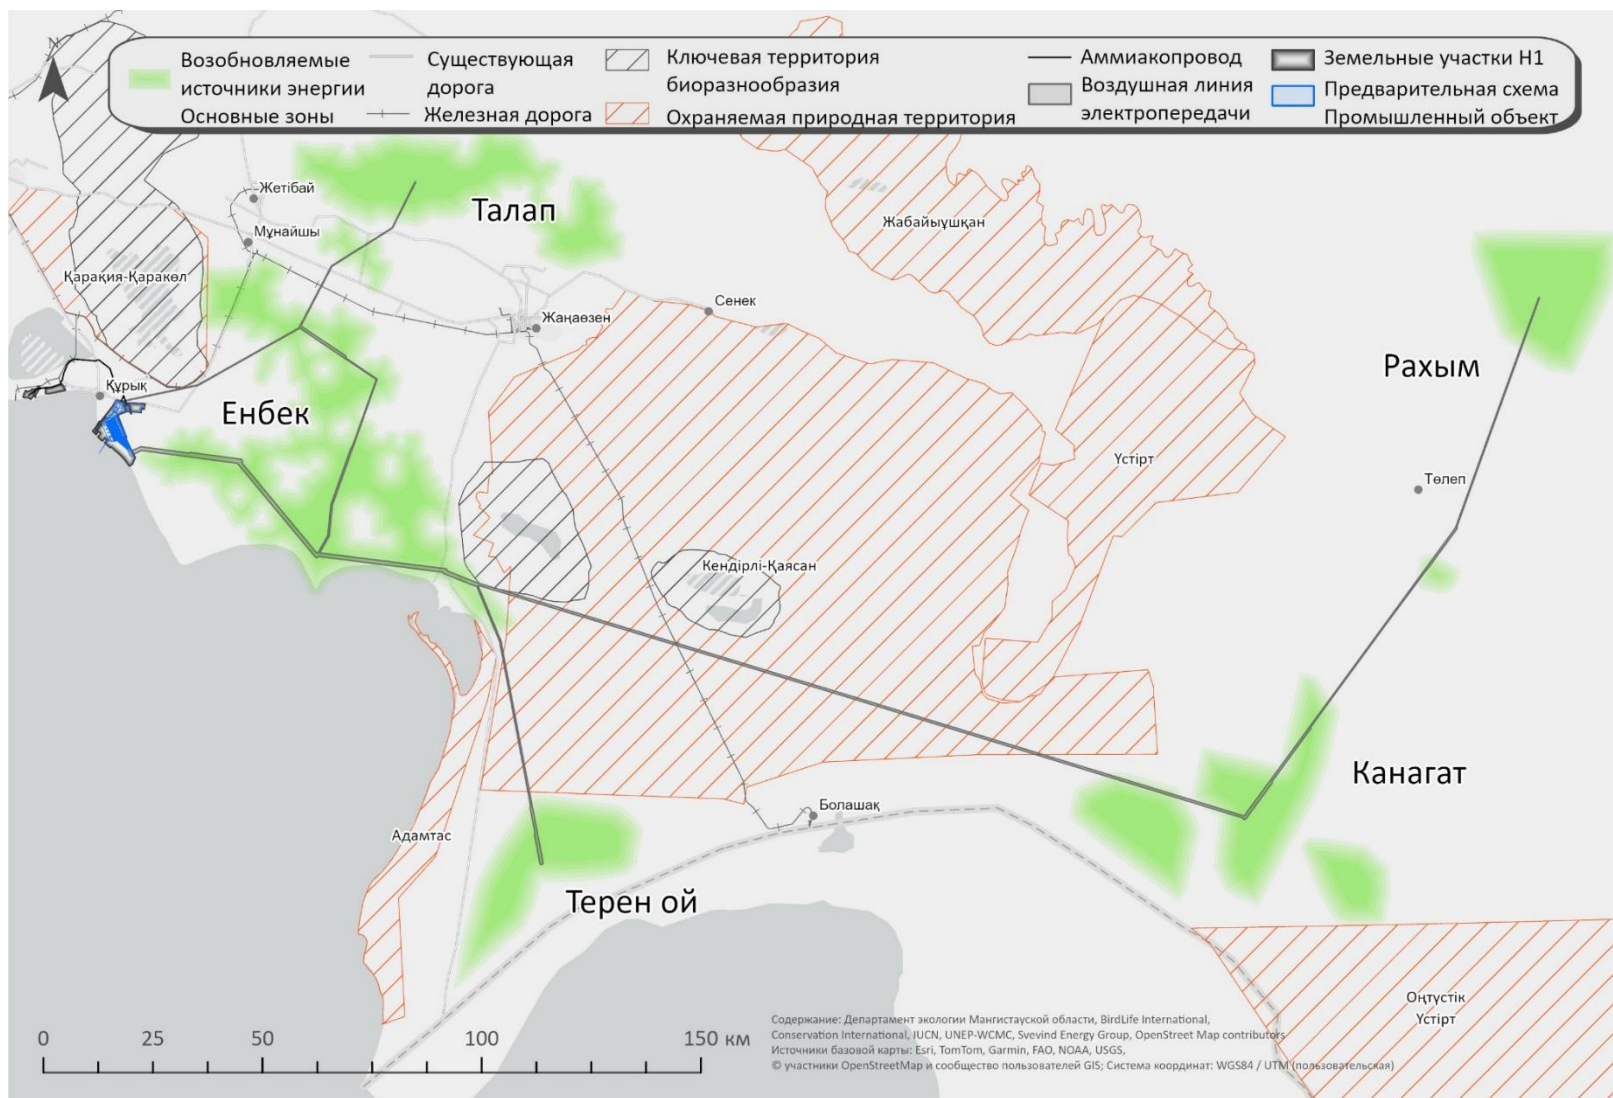 N
Возобновляемые
источники энергии
Основные зоны
Существующая
дорога
Железная дорога
Ключевая территория
биоразнообразия
Охраняемая природная территория
Аммиакопровод
Воздушная линия
электропередачи
Земельные участки H1
Предварительная схема
Промышленный объект
Жетібай
Талап
Мұнайшы
Жабайыұшқан
Қарақия-Қаракөл
Сенек
Жаңаөзен
Рахым
Құрық
Енбек
Үстірт
Төлеп
Кендірлі-Қаясан
Канагат
Болашақ
Адамтас
Терен ой
Оңтүстік
Үстірт
0 25 50 100 150 км
Содержание: Департамент экологии Мангистауской области, BirdLife International,
Conservation International, IUCN, UNEP-WCMC, Svevind Energy Group, OpenStreet Map contributors
Источники базовой карты: Esri, TomTom, Garmin, FAO, NOAA, USGS,
© участники OpenStreetMap и сообщество пользователей GIS; Система координат: WGS84 / UTM (пользовательская)